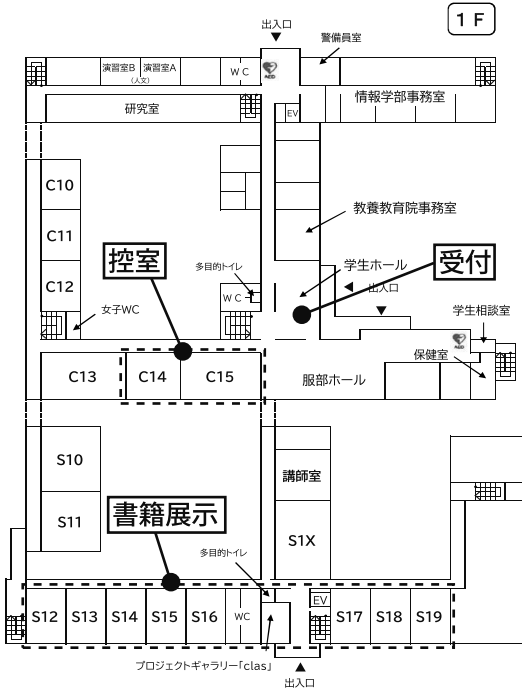 1F
出入口
警備員室
演習室B 演習室A
(人文)
WC
AED
研究室
EV
情報学部事務室
C10
教養教育院事務室
C11
控室
受付
学生ホール
多目的トイレ
C12
WC
出入口
女子WC
学生相談室
AED
保健室
C13
C14
C15
服部ホール
S10
講師室
S11
書籍展示
S1X
多目的トイレ
S12
S13
S14
S15
S16
WC
EV
S17
S18
S19
プロジェクトギャラリー「clas」
出入口